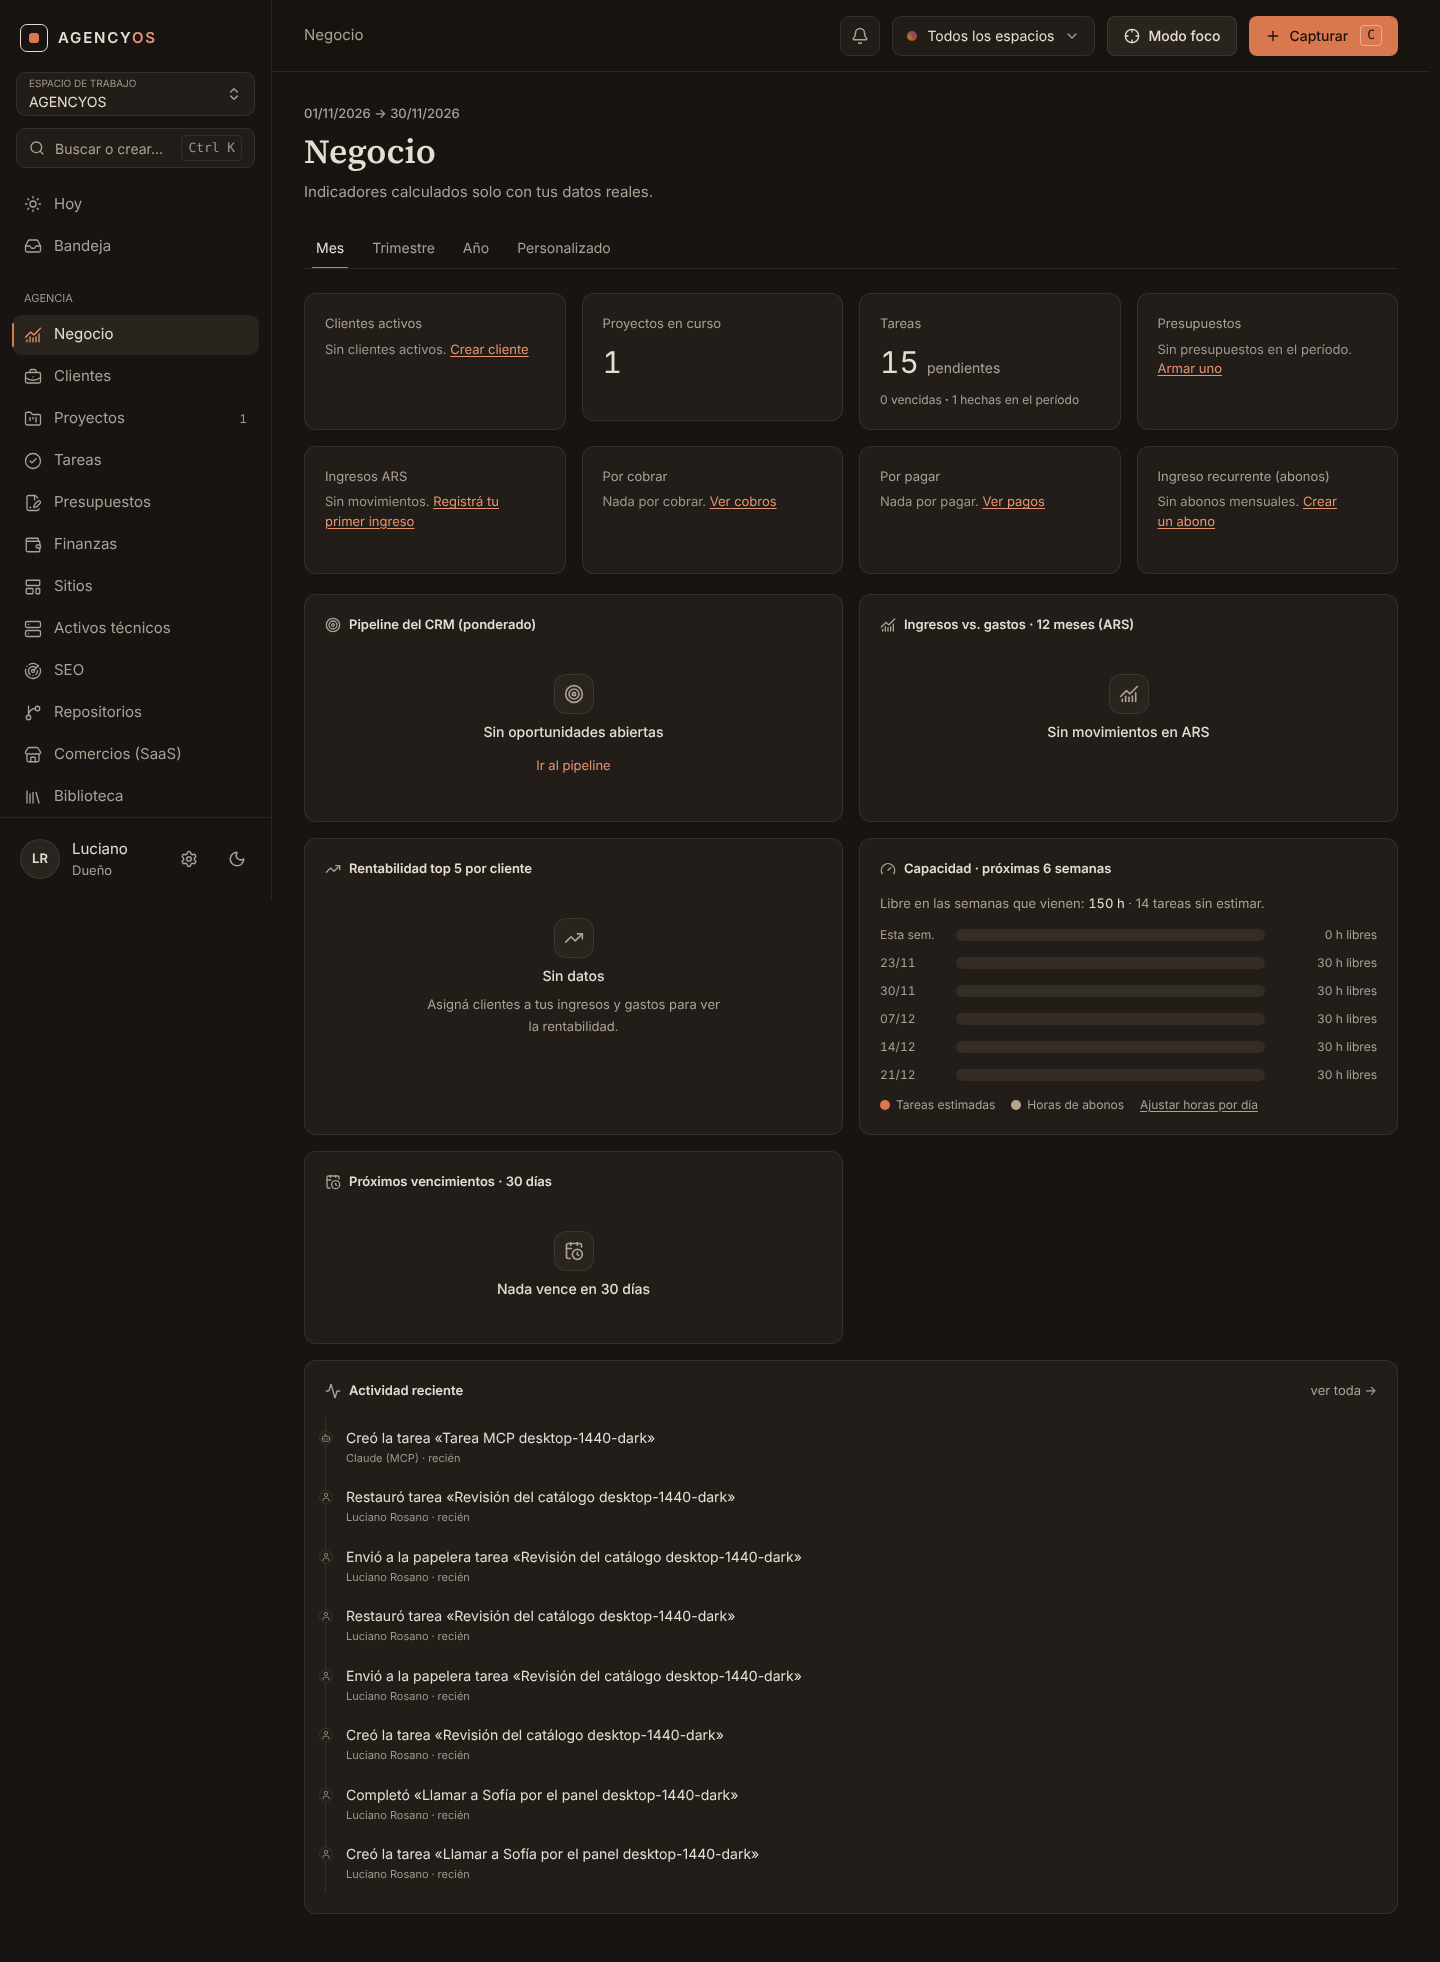 AGENCYOS
ESPACIO DE TRABAJO
AGENCYOS
Buscar o crear... Ctrl K
Hoy
Bandeja
AGENCIA
Negocio
Clientes
Proyectos 1
Tareas
Presupuestos
Finanzas
Sitios
Activos técnicos
SEO
Repositorios
Comercios (SaaS)
Biblioteca
LR
Luciano
Dueño
Negocio
Todos los espacios
Modo foco
Capturar C
01/11/2026 → 30/11/2026
Negocio
Indicadores calculados solo con tus datos reales.
Mes Trimestre Año Personalizado
Clientes activos
Sin clientes activos. Crear cliente
Proyectos en curso
1
Tareas
15 pendientes
0 vencidas · 1 hechas en el período
Presupuestos
Sin presupuestos en el período.
Armar uno
Ingresos ARS
Sin movimientos. Registrá tu
primer ingreso
Por cobrar
Nada por cobrar. Ver cobros
Por pagar
Nada por pagar. Ver pagos
Ingreso recurrente (abonos)
Sin abonos mensuales. Crear
un abono
Pipeline del CRM (ponderado)
Sin oportunidades abiertas
Ir al pipeline
Ingresos vs. gastos · 12 meses (ARS)
Sin movimientos en ARS
Rentabilidad top 5 por cliente
Sin datos
Asigná clientes a tus ingresos y gastos para ver
la rentabilidad.
Capacidad · próximas 6 semanas
Libre en las semanas que vienen: 150 h · 14 tareas sin estimar.
Esta sem. 0 h libres
23/11 30 h libres
30/11 30 h libres
07/12 30 h libres
14/12 30 h libres
21/12 30 h libres
Tareas estimadas Horas de abonos Ajustar horas por día
Próximos vencimientos · 30 días
Nada vence en 30 días
Actividad reciente ver toda →
Creó la tarea «Tarea MCP desktop-1440-dark»
Claude (MCP) · recién
Restauró tarea «Revisión del catálogo desktop-1440-dark»
Luciano Rosano · recién
Envió a la papelera tarea «Revisión del catálogo desktop-1440-dark»
Luciano Rosano · recién
Restauró tarea «Revisión del catálogo desktop-1440-dark»
Luciano Rosano · recién
Envió a la papelera tarea «Revisión del catálogo desktop-1440-dark»
Luciano Rosano · recién
Creó la tarea «Revisión del catálogo desktop-1440-dark»
Luciano Rosano · recién
Completó «Llamar a Sofía por el panel desktop-1440-dark»
Luciano Rosano · recién
Creó la tarea «Llamar a Sofía por el panel desktop-1440-dark»
Luciano Rosano · recién